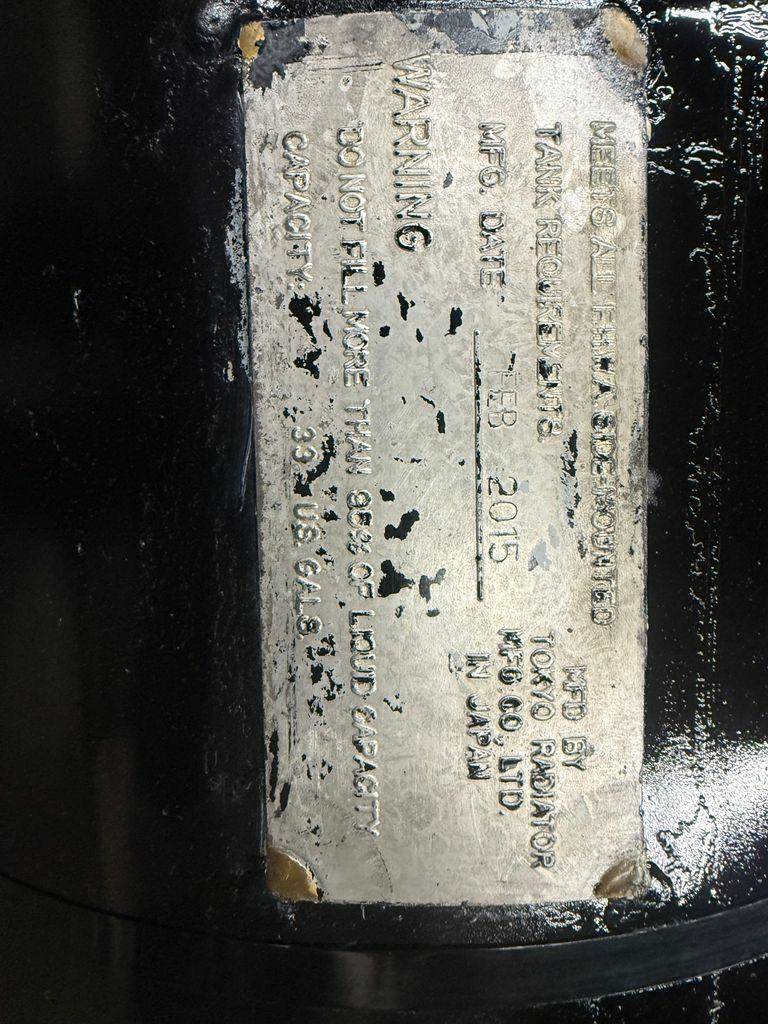 MEETS ALL FHWA SIDE-MOUNTED
TANK REQUIREMENTS.
MFG. DATE FEB 2015
MFD BY
TOKYO RADIATOR
MFG. CO., LTD.
IN JAPAN
WARNING
DO NOT FILL MORE THAN 95% OF LIQUID CAPACITY
CAPACITY: 33 US. GALS.